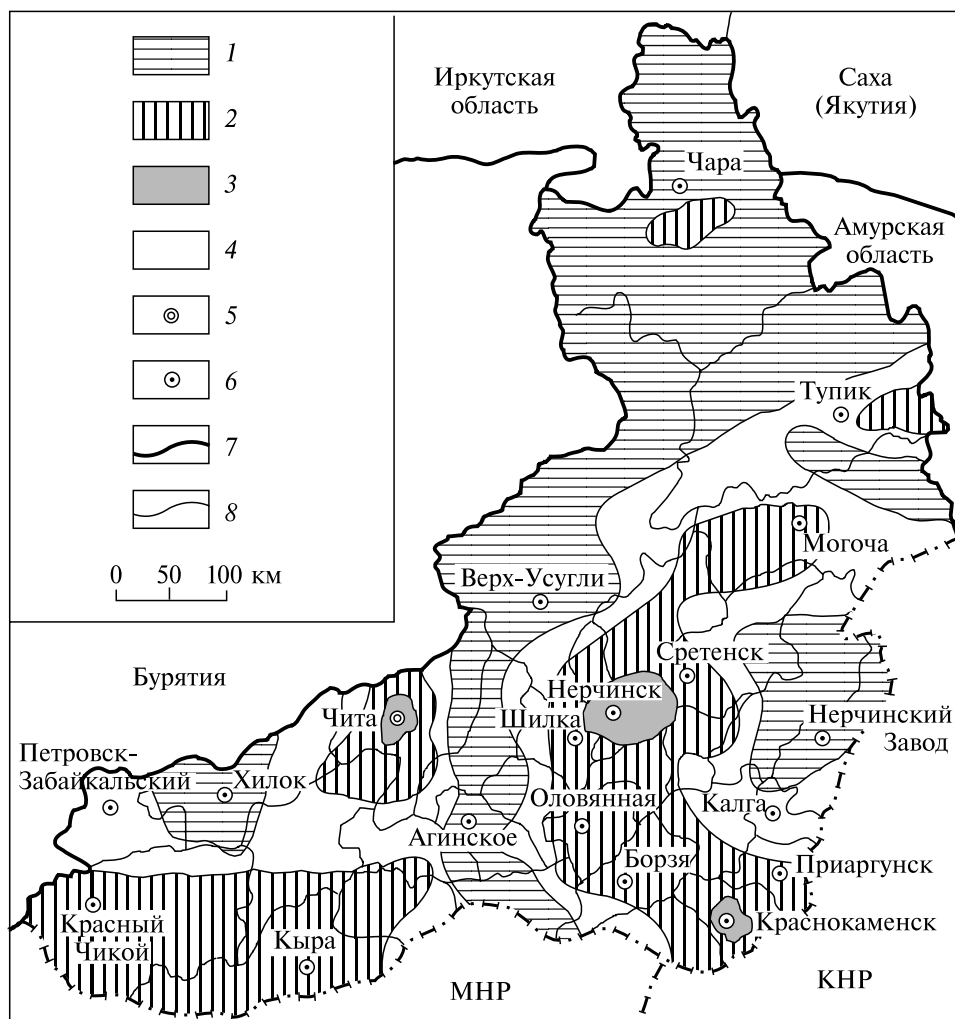 1
2
3
4
5
6
7
8
0 50 100 км
Иркутская
область
Саха
(Якутия)
Чара
Амурская
область
Тупик
Могоча
Верх-Усугли
Бурятия
Сретенск
Нерчинск
Чита
Шилка
Нерчинский
Завод
Петровск-
Забайкальский
Хилок
Оловянная
Калга
Агинское
Борзя
Приаргунск
Красный
Чикой
Краснокаменск
Кыра
МНР
КНР